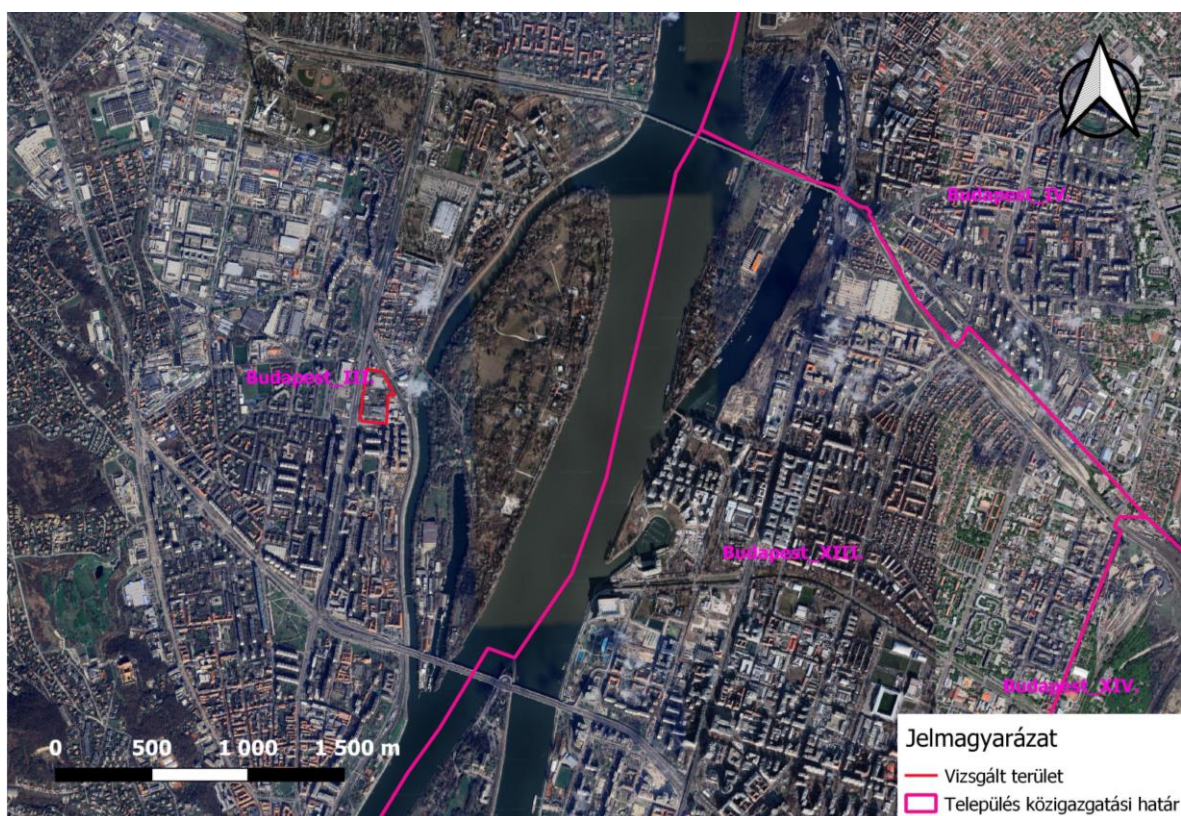 Budapest_IV.
Budapest_III.
Budapest_XIII.
Budapest_XIV.
0 500 1 000 1 500 m
Jelmagyarázat
Vizsgált terület
Település közigazgatási határ